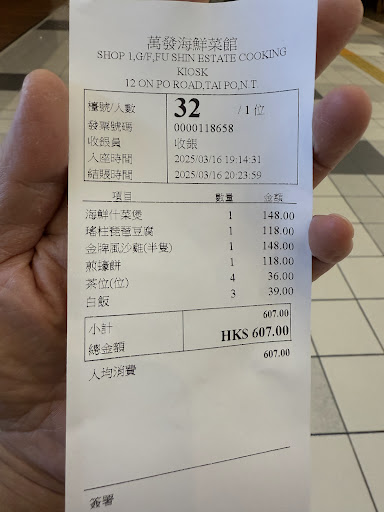 萬發海鮮菜館
SHOP 1,G/F,FU SHIN ESTATE COOKING
KIOSK
12 ON PO ROAD,TAI PO,N.T
檯號/人數 32 / 1 位
發票號碼 0000118658
收銀員 收銀
入座時間 2025/03/16 19:14:31
結賬時間 2025/03/16 20:23:59
項目 數量 金額
海鮮什菜煲 1 148.00
瑤柱琵琶豆腐 1 118.00
金牌風沙雞(半隻) 1 148.00
煎蠔餅 1 118.00
茶位(位) 4 36.00
白飯 3 39.00
小計 607.00
總金額 HK$ 607.00
人均消費 607.00
簽署